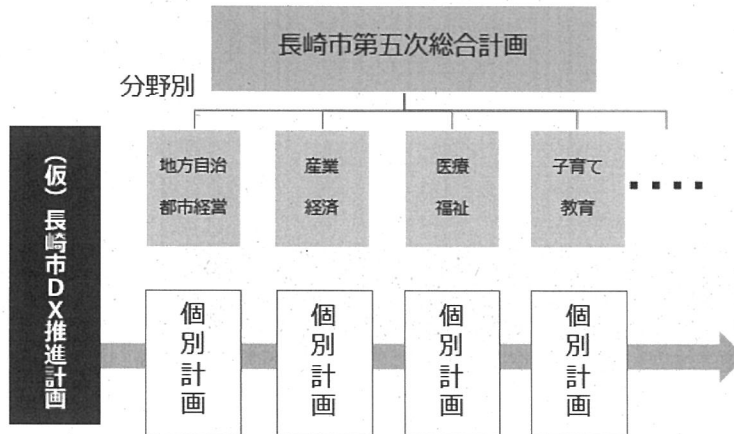 長崎市第五次総合計画
分野別
地方自治
都市経営
産業
経済
医療
福祉
子育て
教育
(仮)長崎市DX推進計画
個別計画
個別計画
個別計画
個別計画